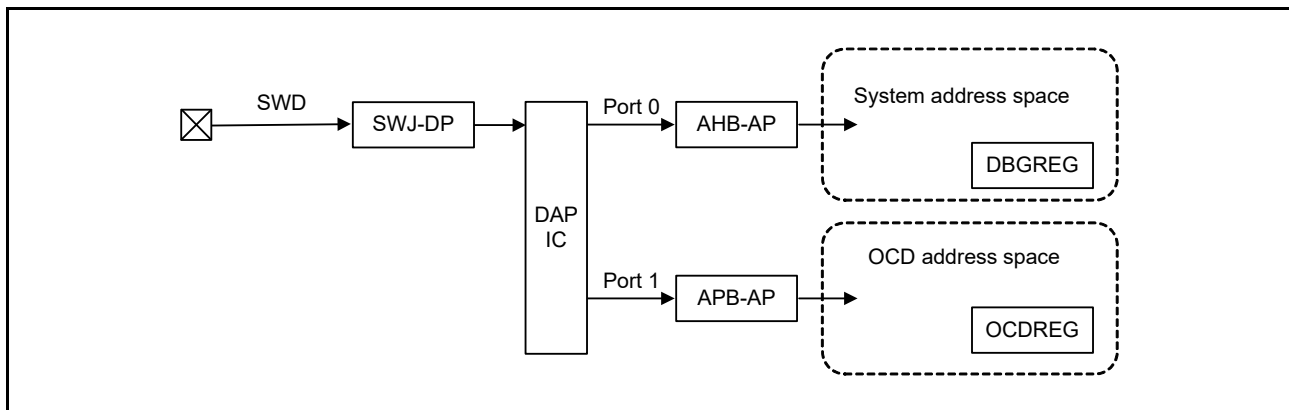 SWD
SWJ-DP
DAP
IC
Port 0
AHB-AP
System address space
DBGREG
Port 1
APB-AP
OCD address space
OCDREG